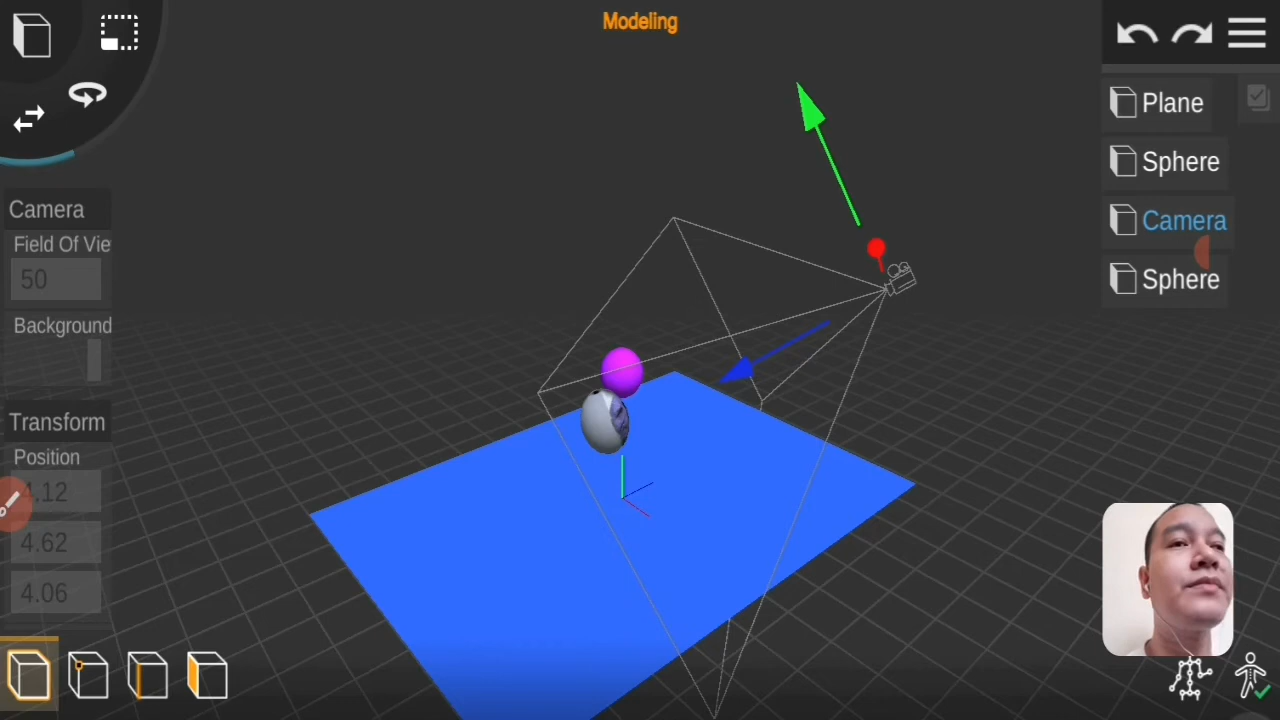 Modeling
Plane
Sphere
Camera
Sphere
Camera
Field Of Vie
50
Background
Transform
Position
4.62
4.06